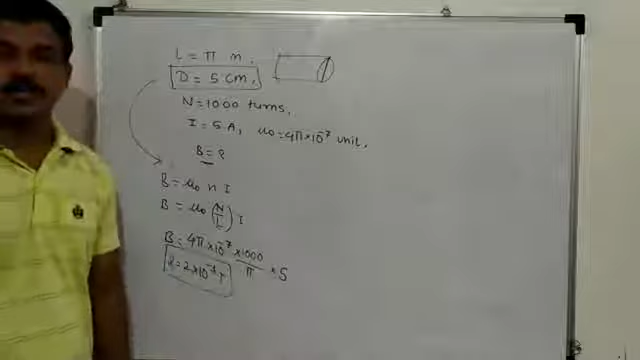 L = π m.
D = 5 cm.
N = 1000 turns.
I = 5 A, μ₀ = 4π×10⁻⁷ unit.
B = ?
B = μ₀ n I
B = μ₀ (N/L) I
B = 4π×10⁻⁷ × 1000/π × 5
B = 2×10⁻³ T